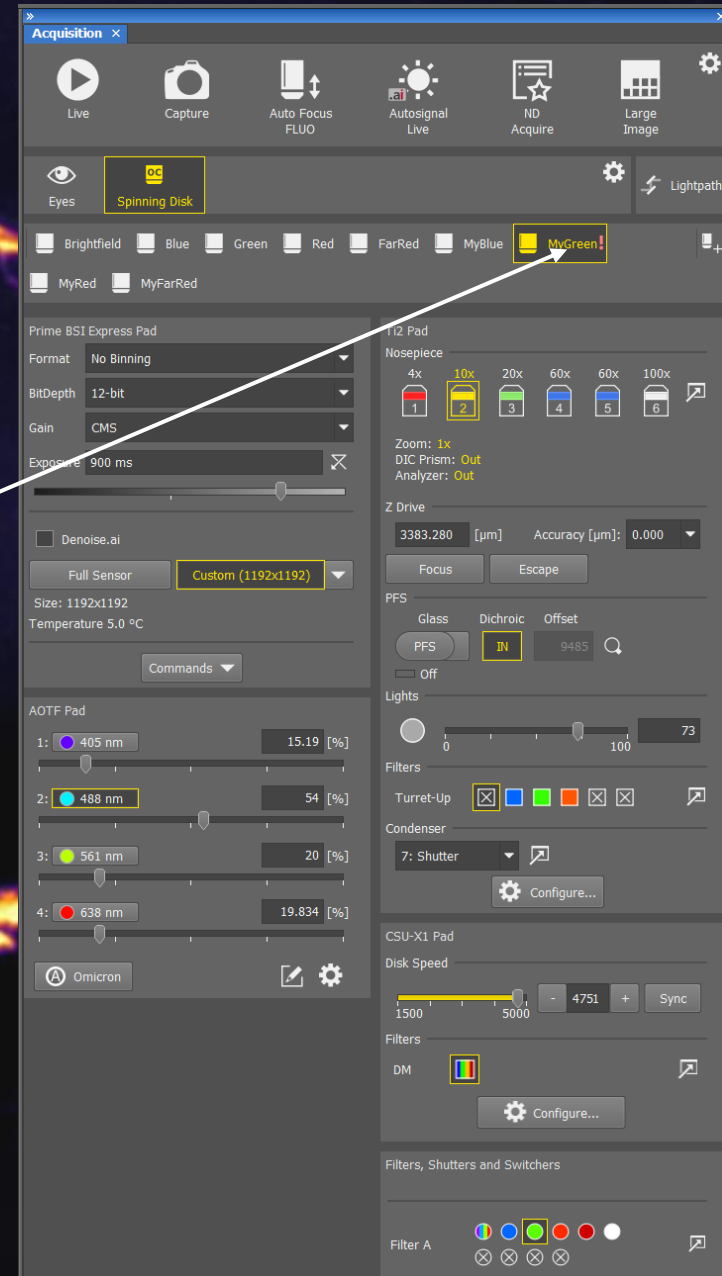 Acquisition
Live
Capture
Auto Focus
FLUO
.ai
Autosignal
Live
ND
Acquire
Large
Image
Eyes
OC
Spinning Disk
Lightpath
Brightfield Blue Green Red FarRed MyBlue MyGreen!
MyRed MyFarRed
Prime BSI Express Pad
Format No Binning
BitDepth 12-bit
Gain CMS
Exposure 900 ms
Denoise.ai
Full Sensor Custom (1192x1192)
Size: 1192x1192
Temperature 5.0 °C
Commands
AOTF Pad
1: 405 nm 15.19 [%]
2: 488 nm 54 [%]
3: 561 nm 20 [%]
4: 638 nm 19.834 [%]
A Omicron
Ti2 Pad
Nosepiece
4x 10x 20x 60x 60x 100x
1 2 3 4 5 6
Zoom: 1x
DIC Prism: Out
Analyzer: Out
Z Drive
3383.280 [µm] Accuracy [µm]: 0.000
Focus Escape
PFS
Glass Dichroic Offset
PFS IN 9485
Off
Lights
0 100 73
Filters
Turret-Up
Condenser
7: Shutter
Configure...
CSU-X1 Pad
Disk Speed
1500 5000 - 4751 + Sync
Filters
DM
Configure...
Filters, Shutters and Switchers
Filter A